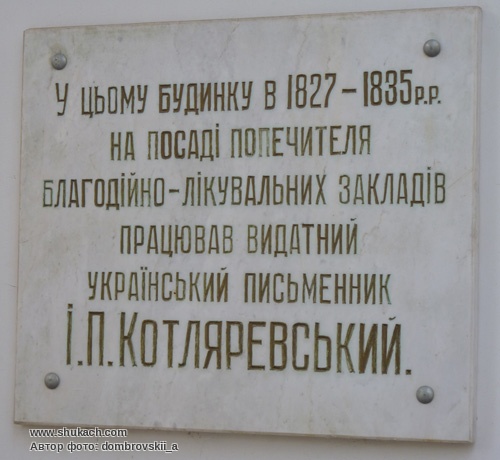 У цьому будинку в 1827 – 1835р.р.
на посаді попечителя
благодійно-лікувальних закладів
працював видатний
український письменник
І.П.Котляревський.
www.shukach.com
Автор фото: dombrovskii_a